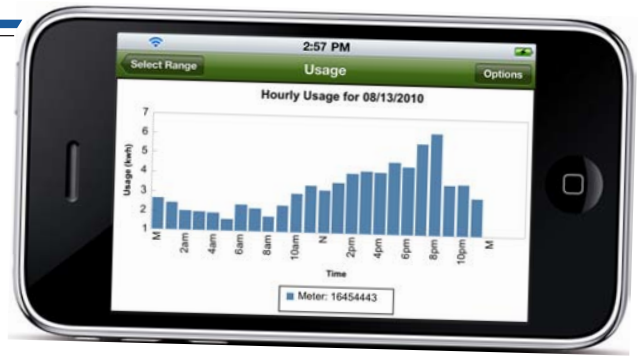 2:57 PM
Select Range
Usage
Options
Hourly Usage for 08/13/2010
7
6
5
4
3
2
1
Usage (kwh)
M
2am
4am
6am
8am
10am
N
2pm
4pm
6pm
8pm
10pm
M
Time
Meter: 16454443